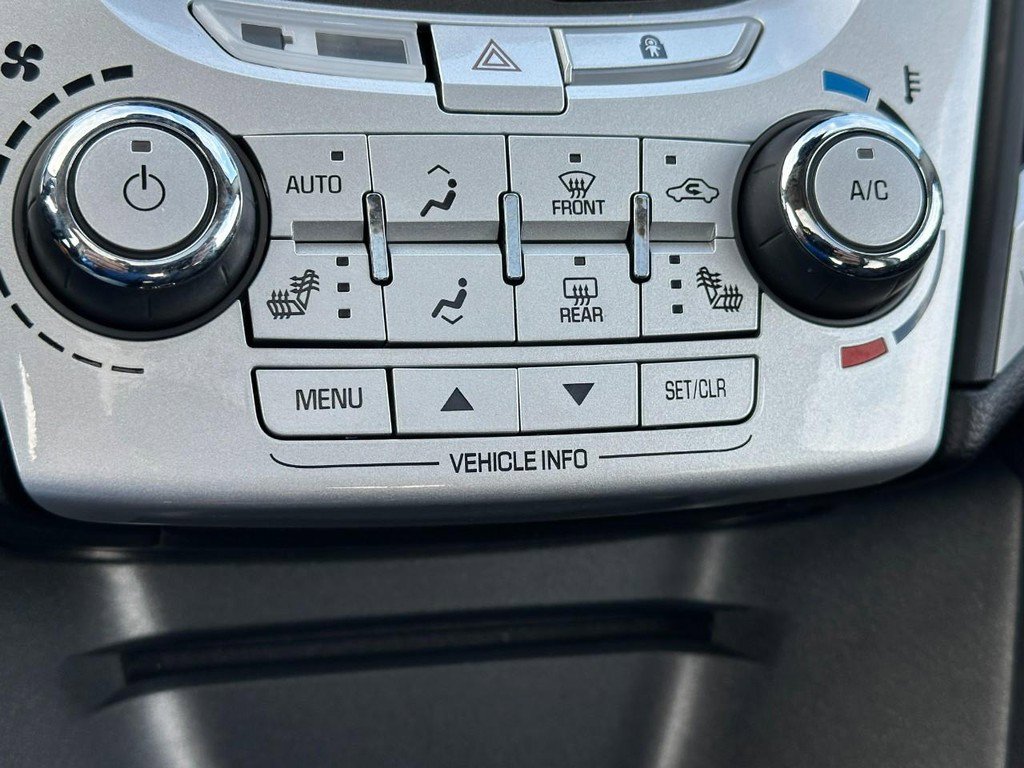 AUTO
FRONT
A/C
REAR
MENU
SET/CLR
VEHICLE INFO